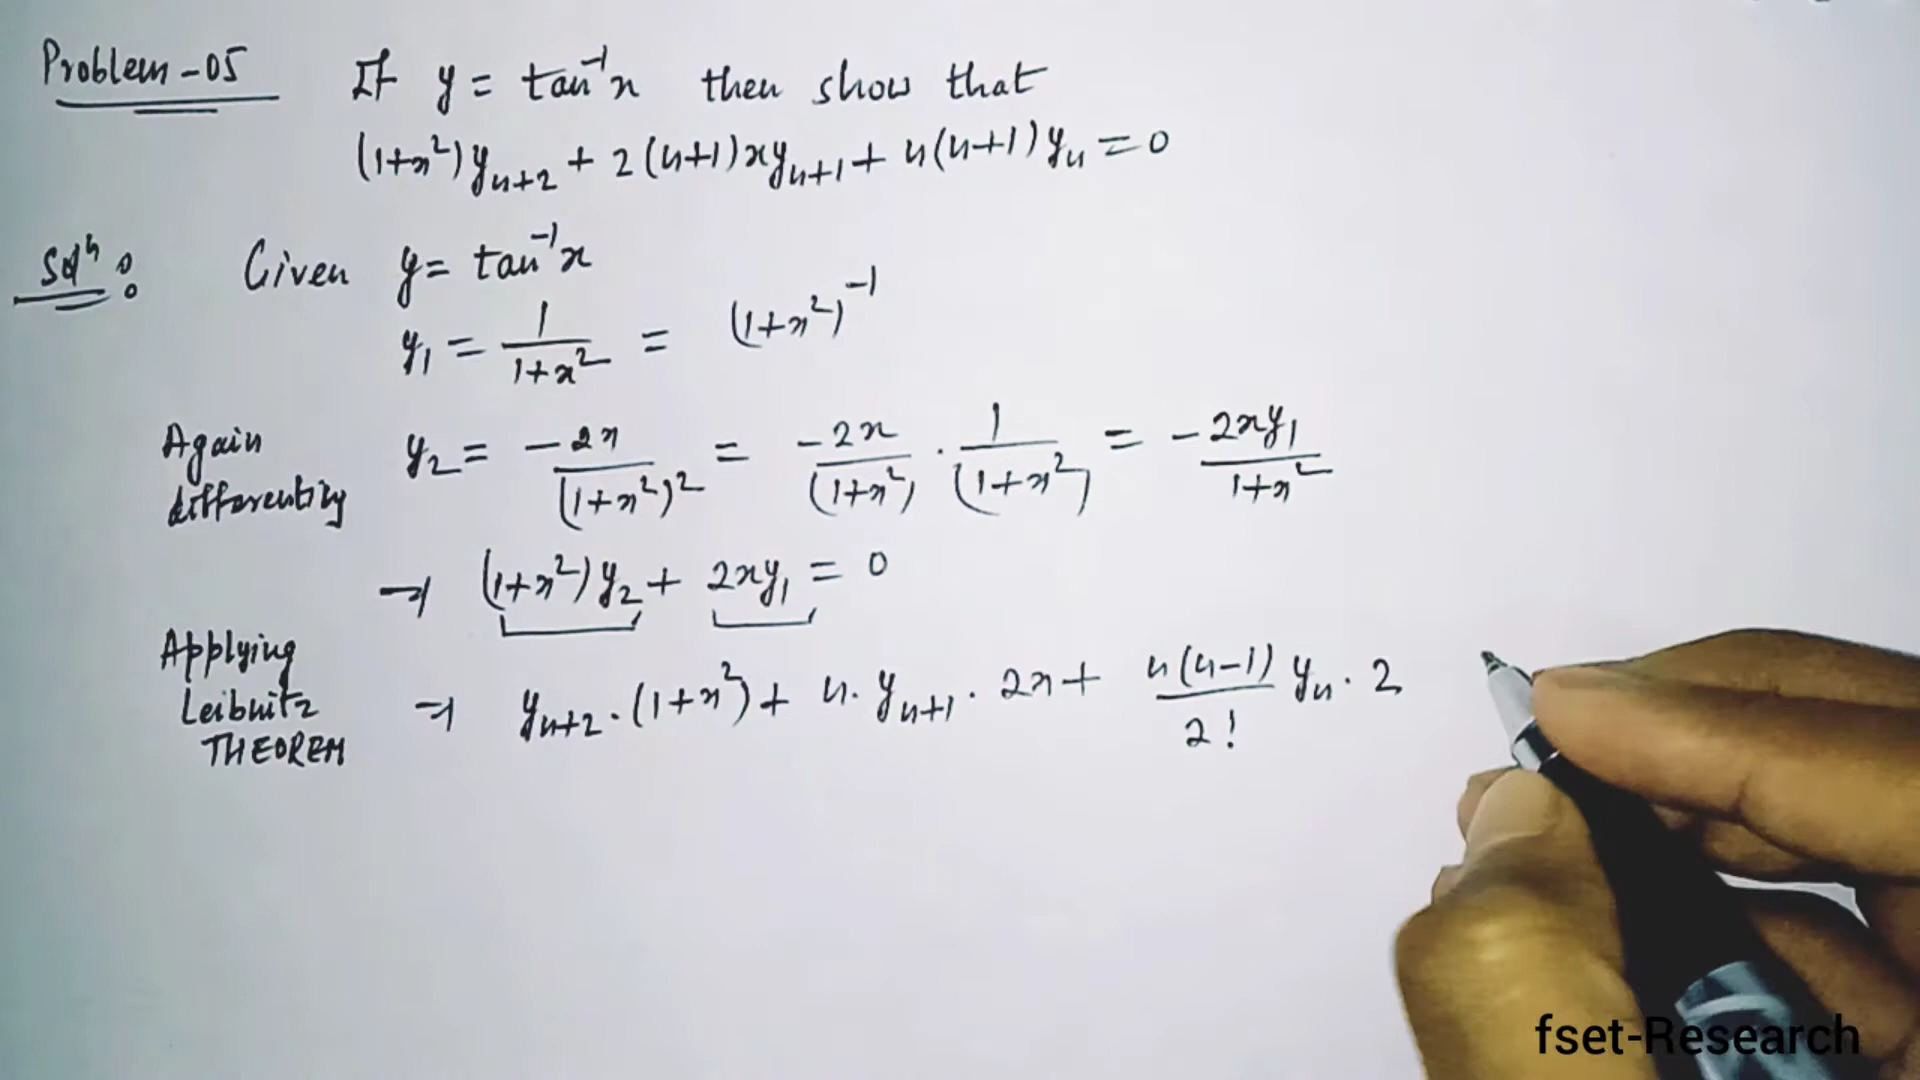 Problem-05 If y = tan⁻¹x then show that
(1+x²)yₙ₊₂ + 2(n+1)xyₙ₊₁ + n(n+1)yₙ = 0
Solⁿ: Given y = tan⁻¹x
y₁ = 1/(1+x²) = (1+x²)⁻¹
Again y₂ = -2x/(1+x²)² = -2x/(1+x²) · 1/(1+x²) = -2xy₁/(1+x²)
→ (1+x²)y₂ + 2xy₁ = 0
Applying
Leibnitz → yₙ₊₂·(1+x²) + n·yₙ₊₁·2x + n(n-1)/2! yₙ·2
THEOREM
fset-Research